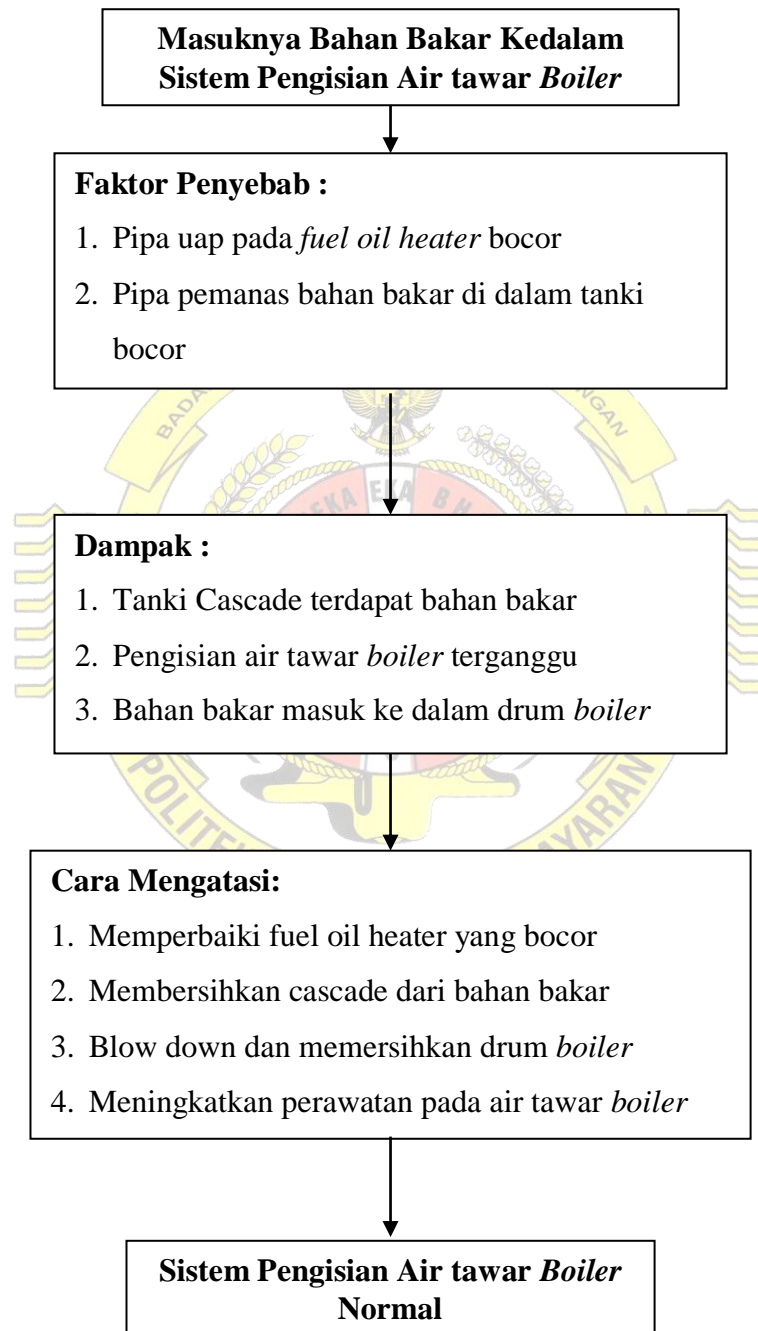 Masuknya Bahan Bakar Kedalam
Sistem Pengisian Air tawar Boiler
Faktor Penyebab :
1. Pipa uap pada fuel oil heater bocor
2. Pipa pemanas bahan bakar di dalam tanki
bocor
Dampak :
1. Tanki Cascade terdapat bahan bakar
2. Pengisian air tawar boiler terganggu
3. Bahan bakar masuk ke dalam drum boiler
Cara Mengatasi:
1. Memperbaiki fuel oil heater yang bocor
2. Membersihkan cascade dari bahan bakar
3. Blow down dan memersihkan drum boiler
4. Meningkatkan perawatan pada air tawar boiler
Sistem Pengisian Air tawar Boiler
Normal